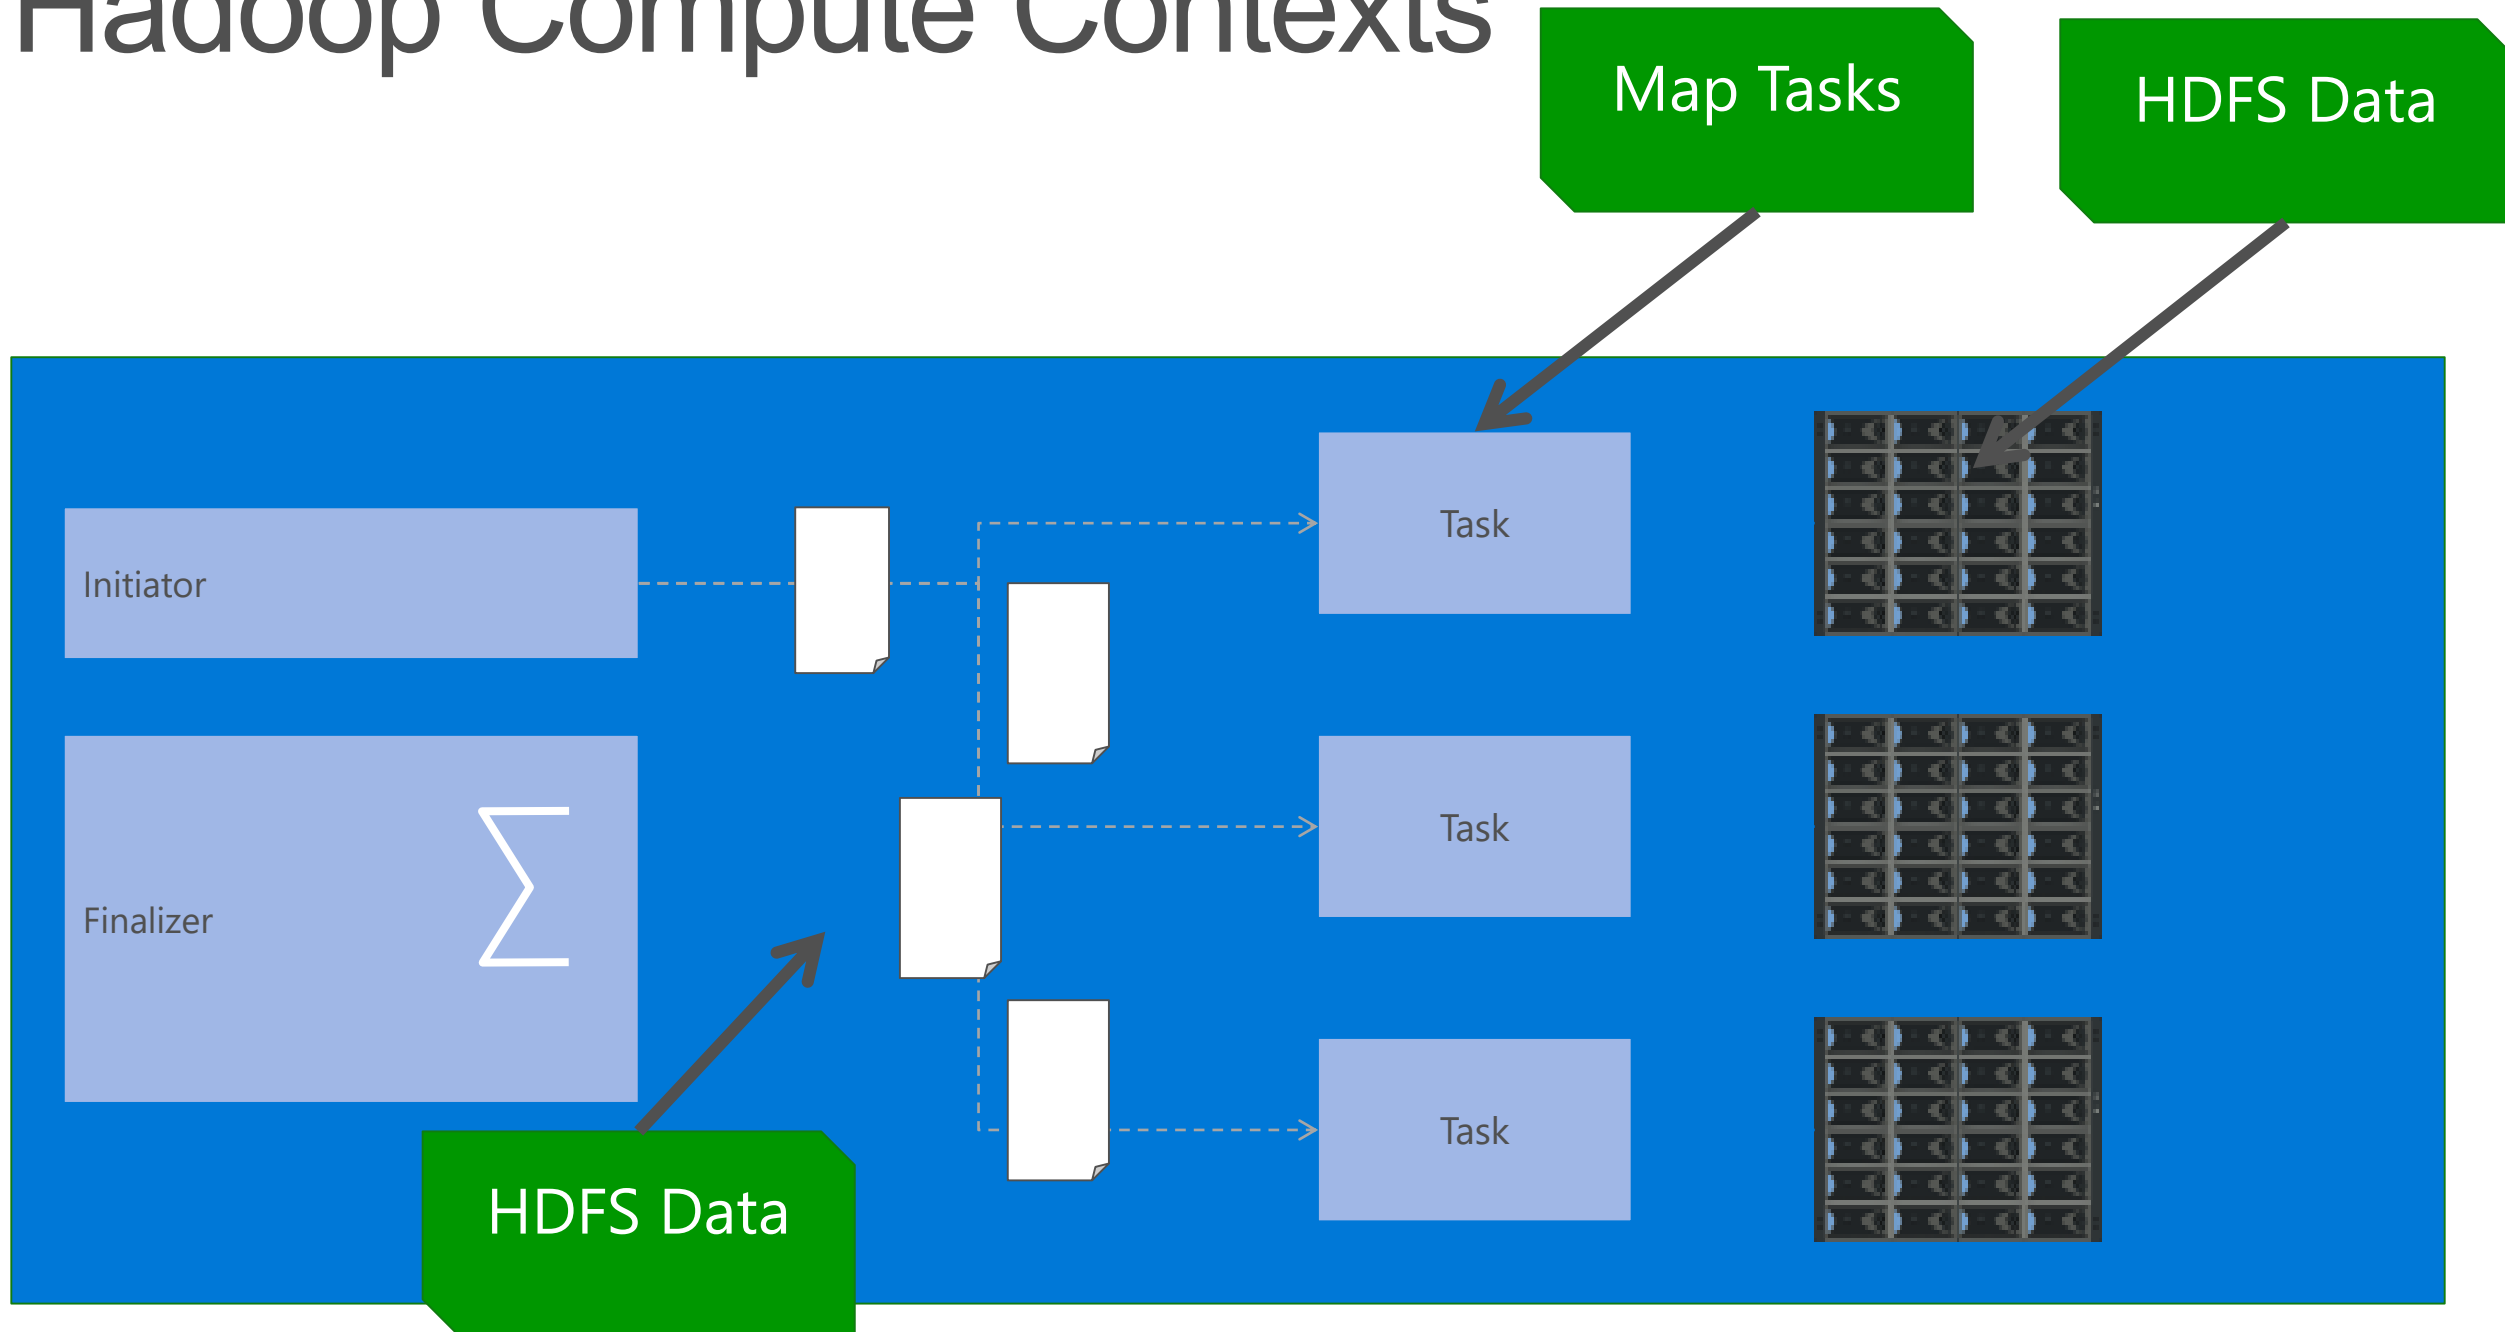 Hadoop Compute Contexts
Map Tasks
HDFS Data
Initiator
Task
Finalizer
Task
Task
HDFS Data